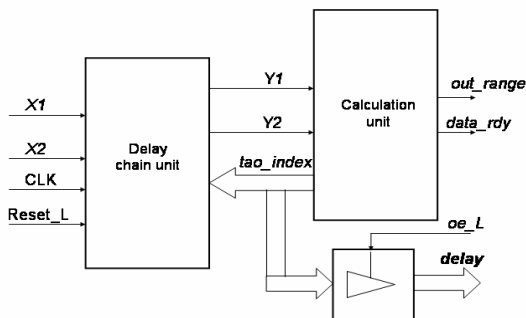 X1
X2
CLK
Reset_L
Delay
chain unit
Y1
Y2
tao_index
Calculation
unit
out_range
data_rdy
oe_L
delay